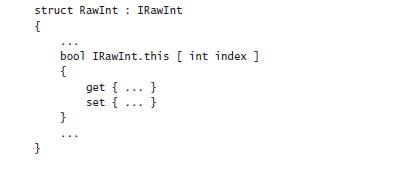 struct RawInt : IRawInt
{
    ...
    bool IRawInt.this [ int index ]
    {
        get { ... }
        set { ... }
    }
    ...
}